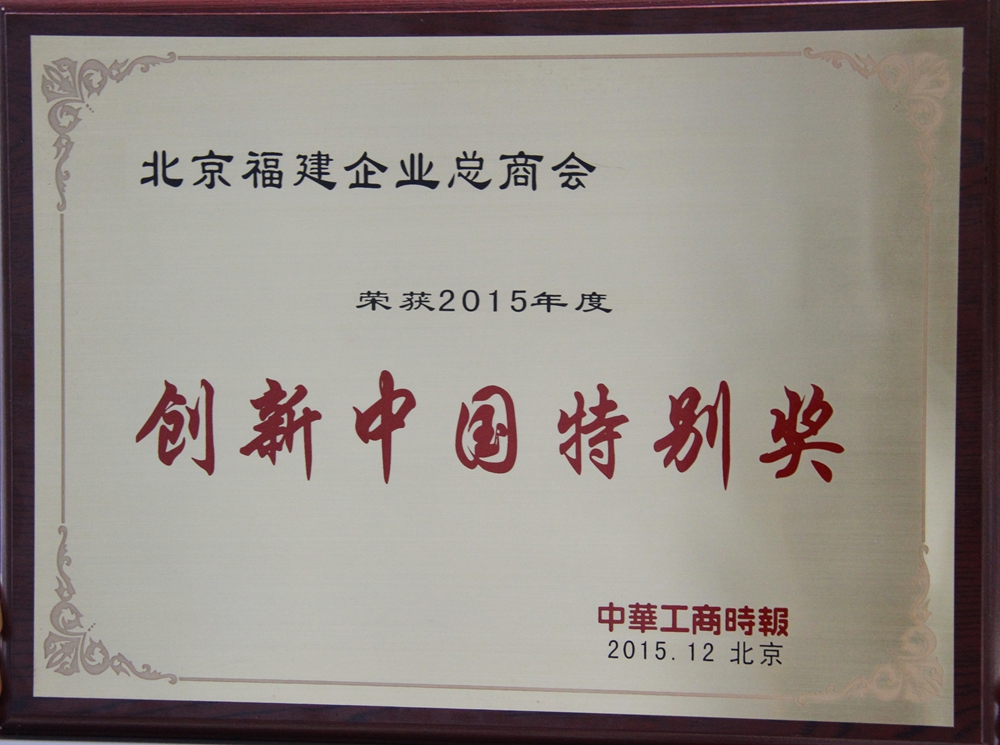 北京福建企业总商会
荣获2015年度
创新中国特别奖
中華工商時報
2015.12 北京